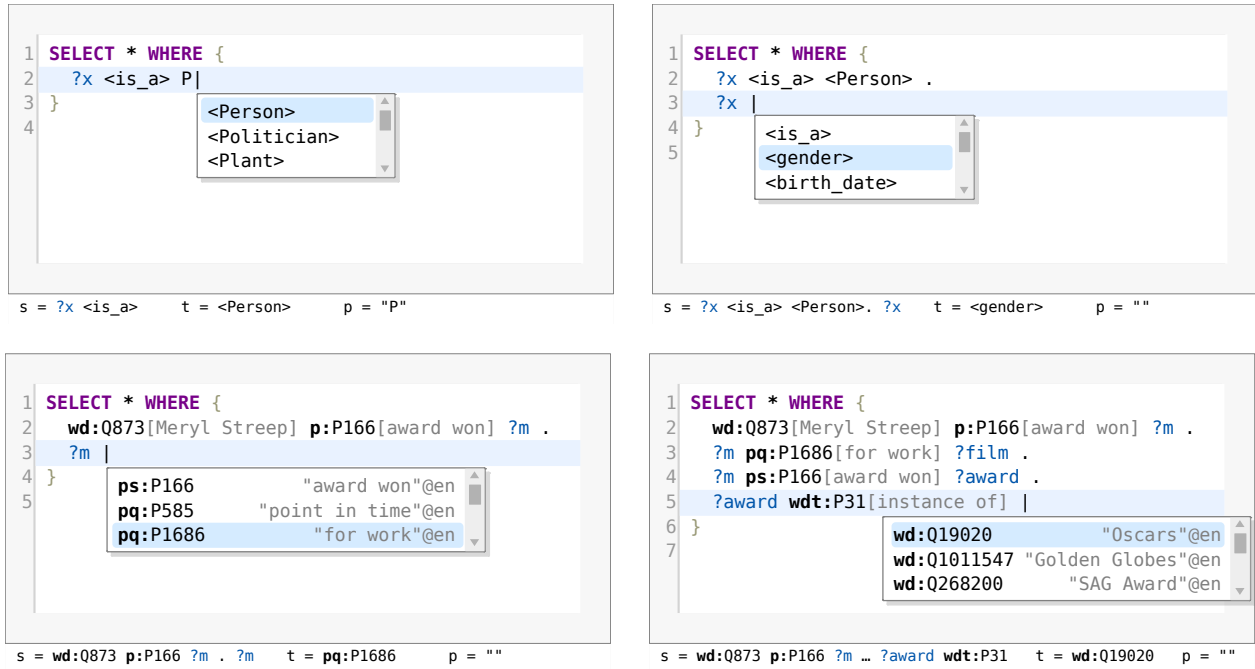 1 SELECT * WHERE {
2 ?x <is_a> P|
3 }
4
<Person>
<Politician>
<Plant>
s = ?x <is_a> t = <Person> p = "P"
1 SELECT * WHERE {
2 ?x <is_a> <Person> .
3 ?x |
4 }
5
<is_a>
<gender>
<birth_date>
s = ?x <is_a> <Person>. ?x t = <gender> p = ""
1 SELECT * WHERE {
2 wd:Q873[Meryl Streep] p:P166[award won] ?m .
3 ?m |
4 }
5
ps:P166 "award won"@en
pq:P585 "point in time"@en
pq:P1686 "for work"@en
s = wd:Q873 p:P166 ?m . ?m t = pq:P1686 p = ""
1 SELECT * WHERE {
2 wd:Q873[Meryl Streep] p:P166[award won] ?m .
3 ?m pq:P1686[for work] ?film .
4 ?m ps:P166[award won] ?award .
5 ?award wdt:P31[instance of] |
6 }
7
wd:Q19020 "Oscars"@en
wd:Q1011547 "Golden Globes"@en
wd:Q268200 "SAG Award"@en
s = wd:Q873 p:P166 ?m … ?award wdt:P31 t = wd:Q19020 p = ""